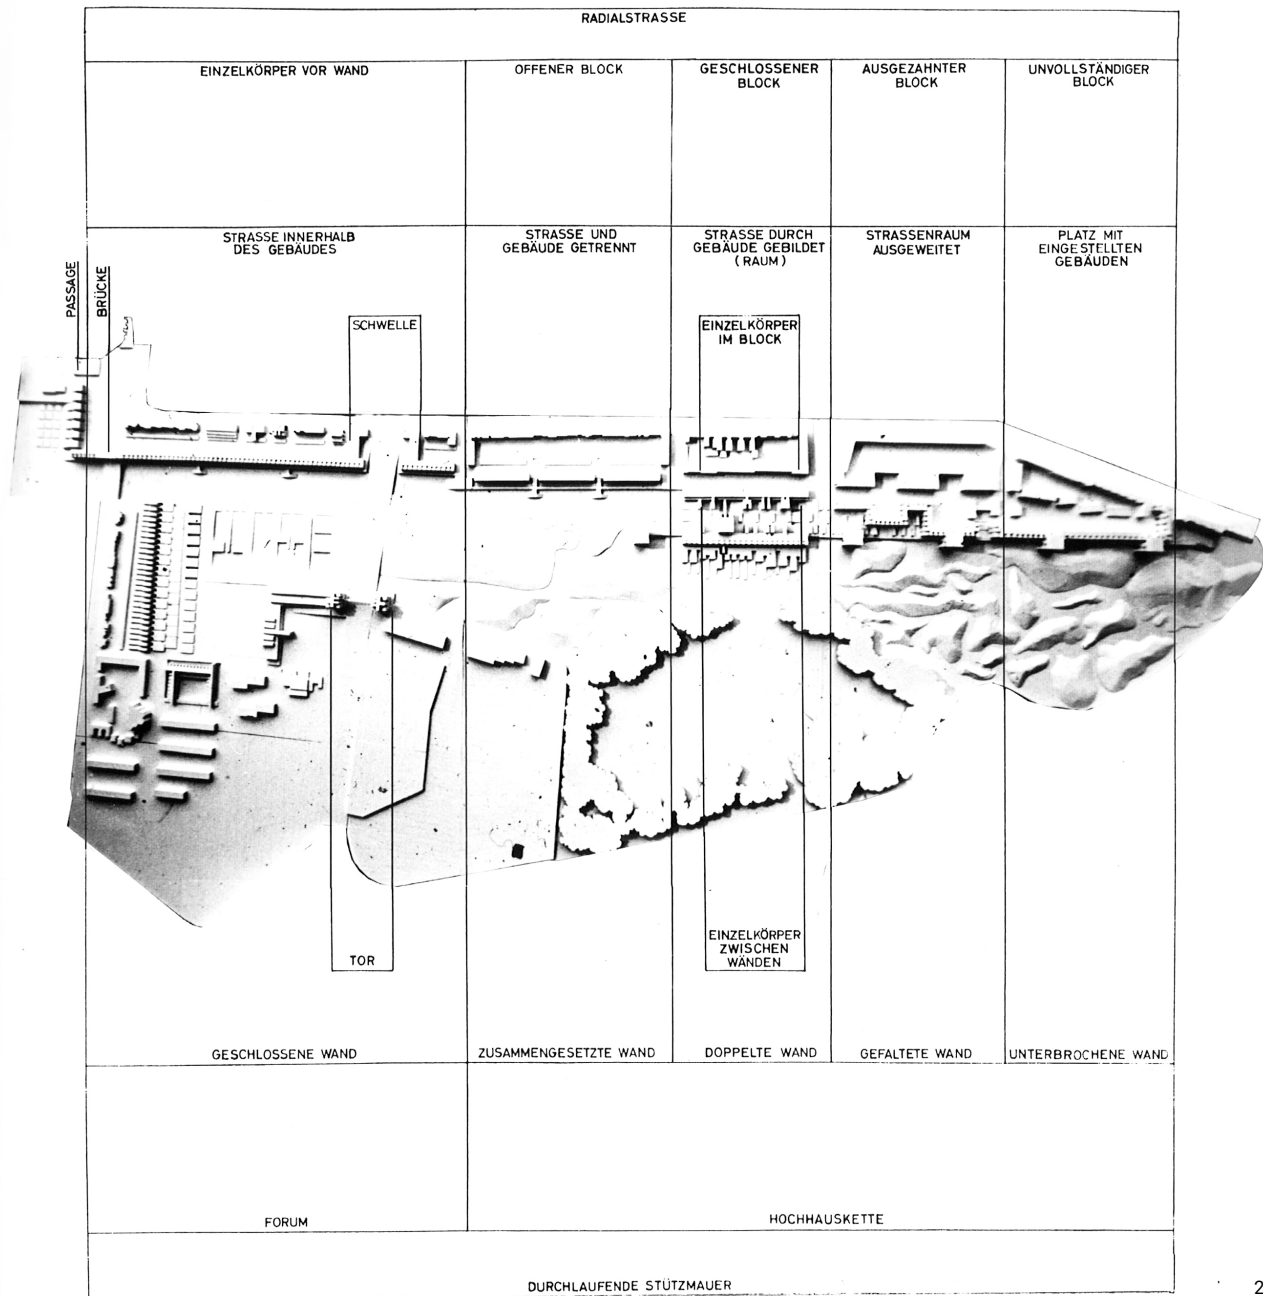 RADIALSTRASSE
EINZELKÖRPER VOR WAND
OFFENER BLOCK
GESCHLOSSENER
BLOCK
AUSGEZAHNTER
BLOCK
UNVOLLSTÄNDIGER
BLOCK
STRASSE INNERHALB
DES GEBÄUDES
STRASSE UND
GEBÄUDE GETRENNT
STRASSE DURCH
GEBÄUDE GEBILDET
(RAUM)
STRASSENRAUM
AUSGEWEITET
PLATZ MIT
EINGESTELLTEN
GEBÄUDEN
PASSAGE
BRÜCKE
SCHWELLE
EINZELKÖRPER
IM BLOCK
TOR
EINZELKÖRPER
ZWISCHEN
WÄNDEN
GESCHLOSSENE WAND
ZUSAMMENGESETZTE WAND
DOPPELTE WAND
GEFALTETE WAND
UNTERBROCHENE WAND
FORUM
HOCHHAUSKETTE
DURCHLAUFENDE STÜTZMAUER
2